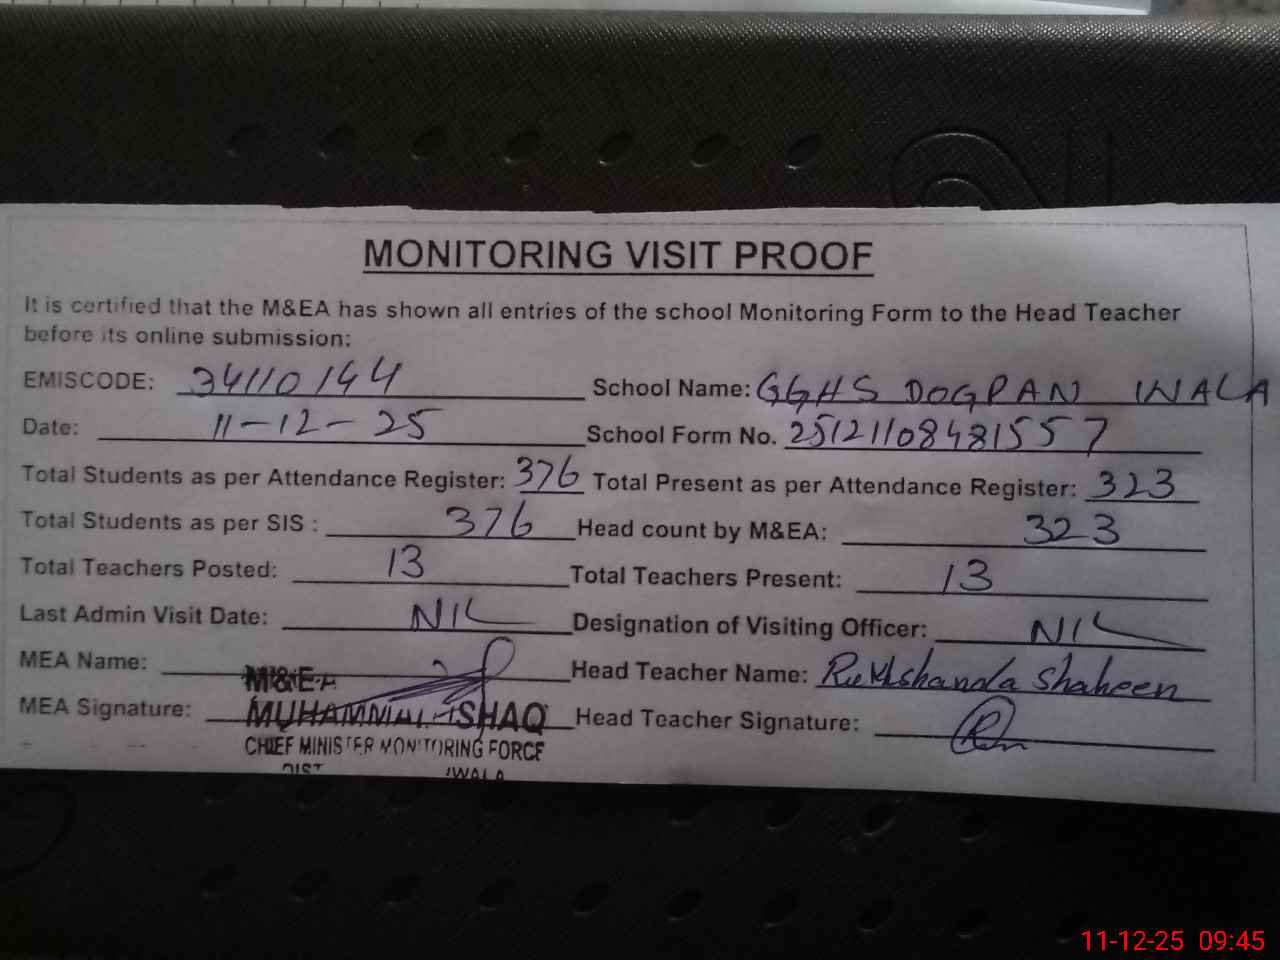 MONITORING VISIT PROOF
It is certified that the M&EA has shown all entries of the school Monitoring Form to the Head Teacher
before its online submission:
EMISCODE: 34110144 School Name: GGHS DOGRAN WALA
Date: 11-12-25 School Form No. 25121108481557
Total Students as per Attendance Register: 376 Total Present as per Attendance Register: 323
Total Students as per SIS : 376 Head count by M&EA: 323
Total Teachers Posted: 13 Total Teachers Present: 13
Last Admin Visit Date: NIL Designation of Visiting Officer: NIL
MEA Name: Head Teacher Name: Rukhshanda Shaheen
M&EA
MEA Signature: Head Teacher Signature:
MUHAMMAD ISHAQ
CHIEF MINISTER MONITORING FORCE
DIST WALA
11-12-25 09:45